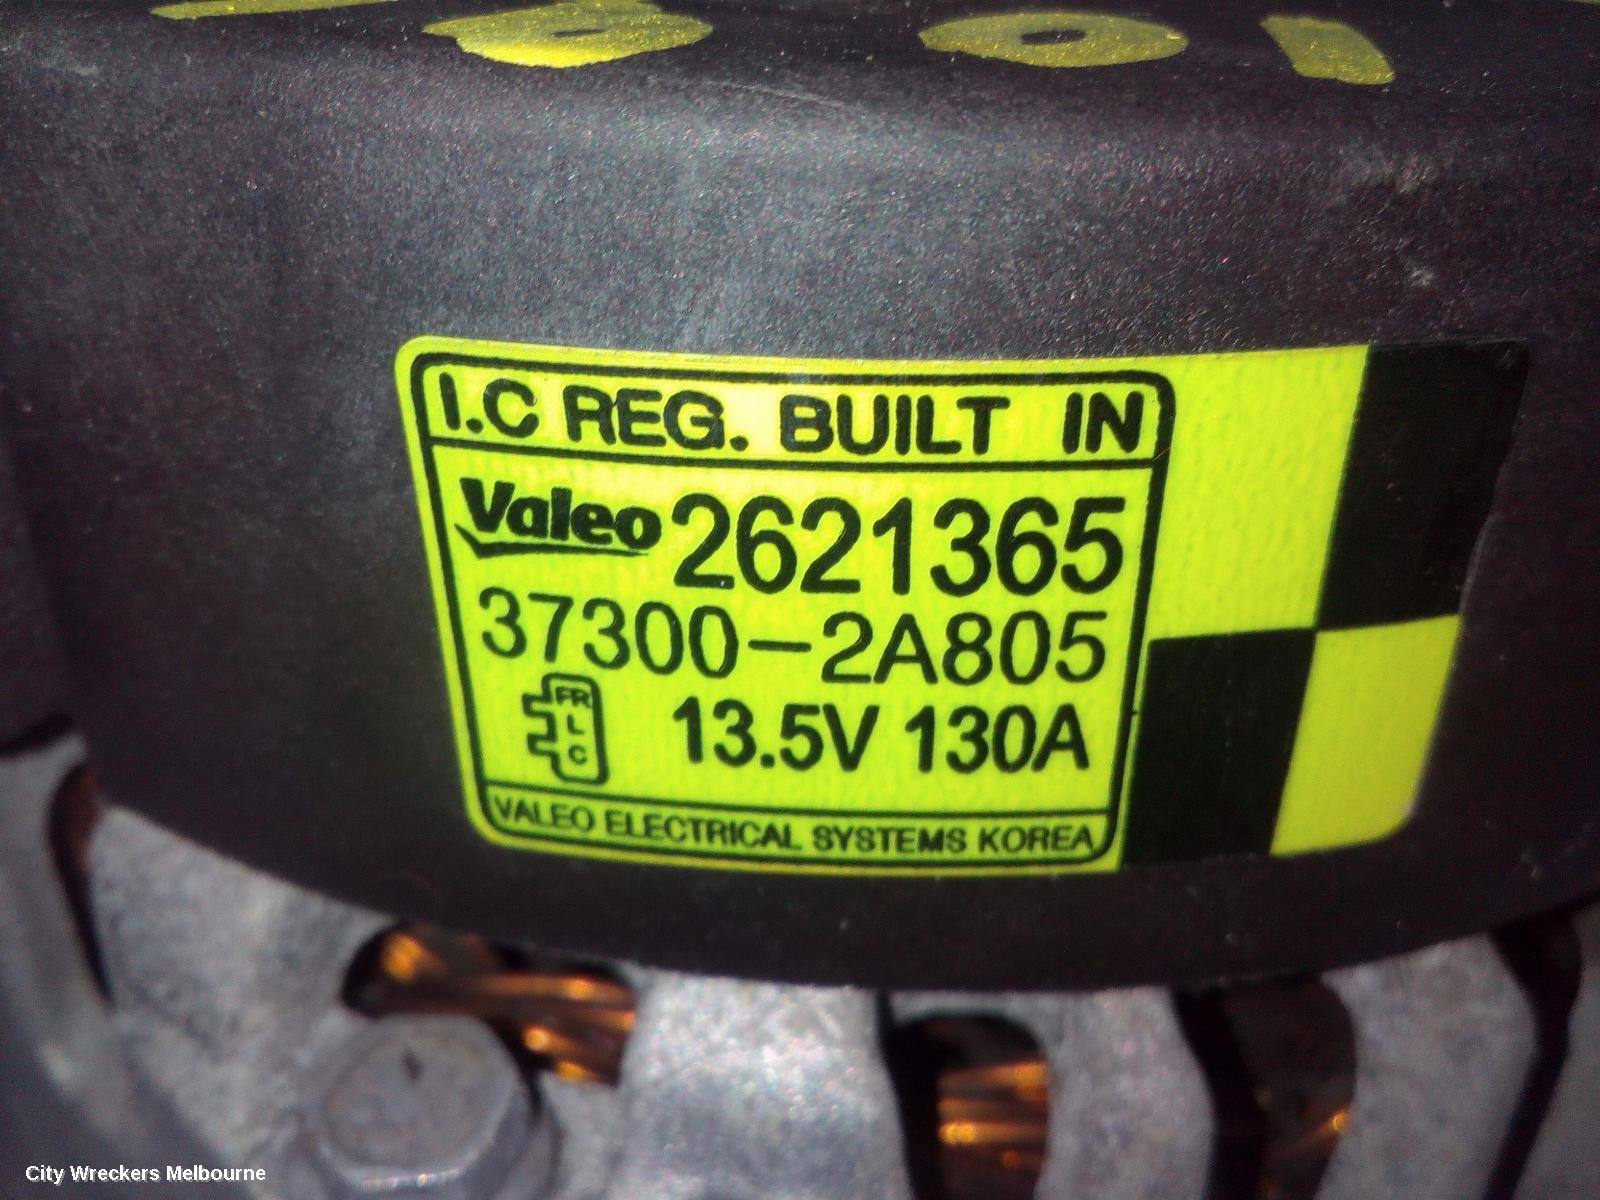 I.C REG. BUILT IN
Valeo 2621365
37300-2A805
FR
L
C
13.5V 130A
VALEO ELECTRICAL SYSTEMS KOREA
City Wreckers Melbourne